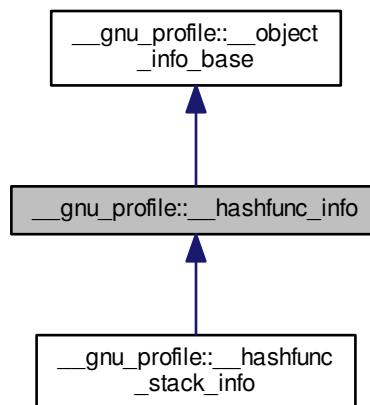 __gnu_profile::__object
_info_base
__gnu_profile::__hashfunc_info
__gnu_profile::__hashfunc
_stack_info